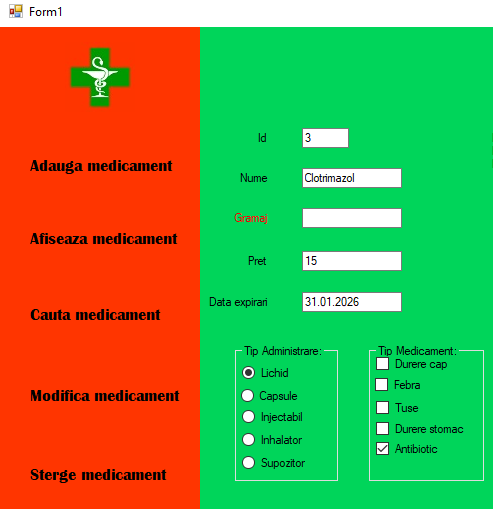 Form1
Adauga medicament
Afiseaza medicament
Cauta medicament
Modifica medicament
Sterge medicament
Id 3
Nume Clotrimazol
Gramaj
Pret 15
Data expirari 31.01.2026
Tip Administrare:
Lichid
Capsule
Injectabil
Inhalator
Supozitor
Tip Medicament:
Durere cap
Febra
Tuse
Durere stomac
Antibiotic